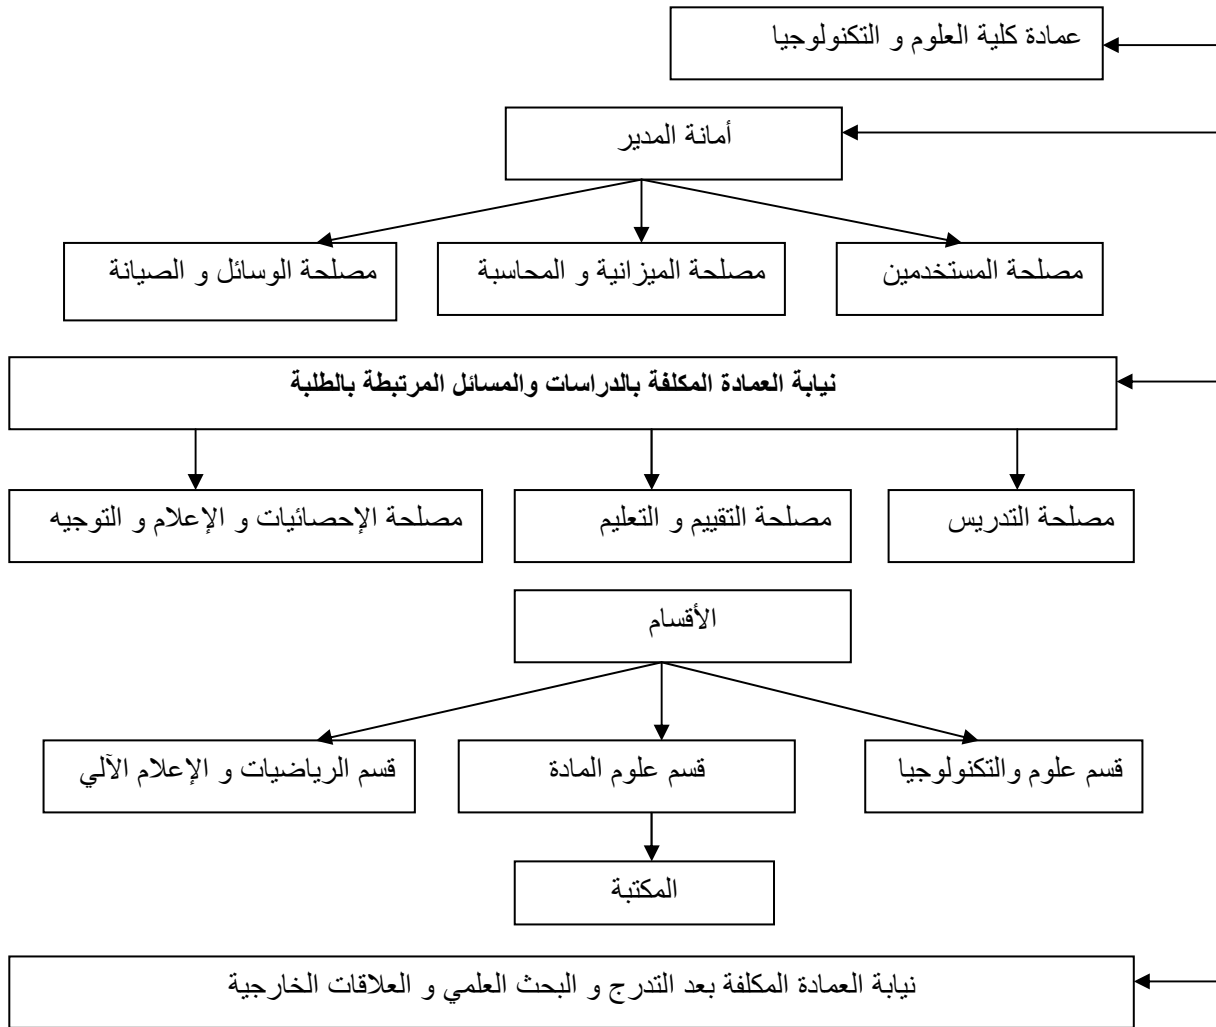 عمادة كلية العلوم و التكنولوجيا
أمانة المدير
مصلحة المستخدمين
مصلحة الميزانية و المحاسبة
مصلحة الوسائل و الصيانة
نيابة العمادة المكلفة بالدراسات والمسائل المرتبطة بالطلبة
مصلحة التدريس
مصلحة التقييم و التعليم
مصلحة الإحصائيات و الإعلام و التوجيه
الأقسام
قسم علوم والتكنولوجيا
قسم علوم المادة
قسم الرياضيات و الإعلام الآلي
المكتبة
نيابة العمادة المكلفة بعد التدرج و البحث العلمي و العلاقات الخارجية